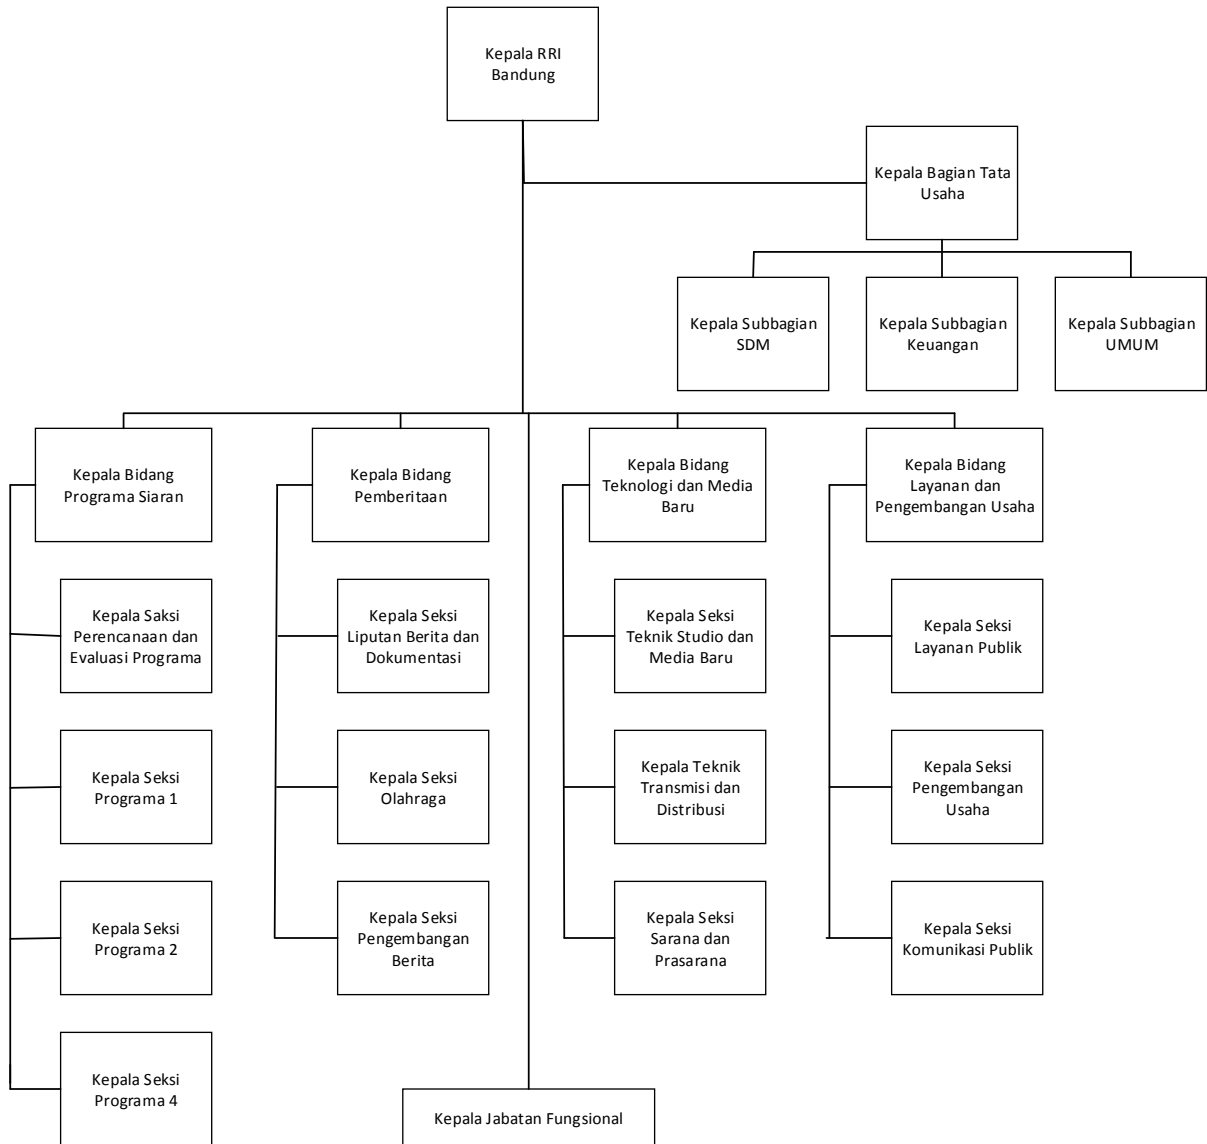 Kepala RRI
Bandung
Kepala Bagian Tata
Usaha
Kepala Subbagian
SDM
Kepala Subbagian
Keuangan
Kepala Subbagian
UMUM
Kepala Bidang
Programa Siaran
Kepala Bidang
Pemberitaan
Kepala Bidang
Teknologi dan Media
Baru
Kepala Bidang
Layanan dan
Pengembangan Usaha
Kepala Saksi
Perencanaan dan
Evaluasi Programa
Kepala Seksi
Liputan Berita dan
Dokumentasi
Kepala Seksi
Teknik Studio dan
Media Baru
Kepala Seksi
Layanan Publik
Kepala Seksi
Programa 1
Kepala Seksi
Olahraga
Kepala Teknik
Transmisi dan
Distribusi
Kepala Seksi
Pengembangan
Usaha
Kepala Seksi
Programa 2
Kepala Seksi
Pengembangan
Berita
Kepala Seksi
Sarana dan
Prasarana
Kepala Seksi
Komunikasi Publik
Kepala Seksi
Programa 4
Kepala Jabatan Fungsional